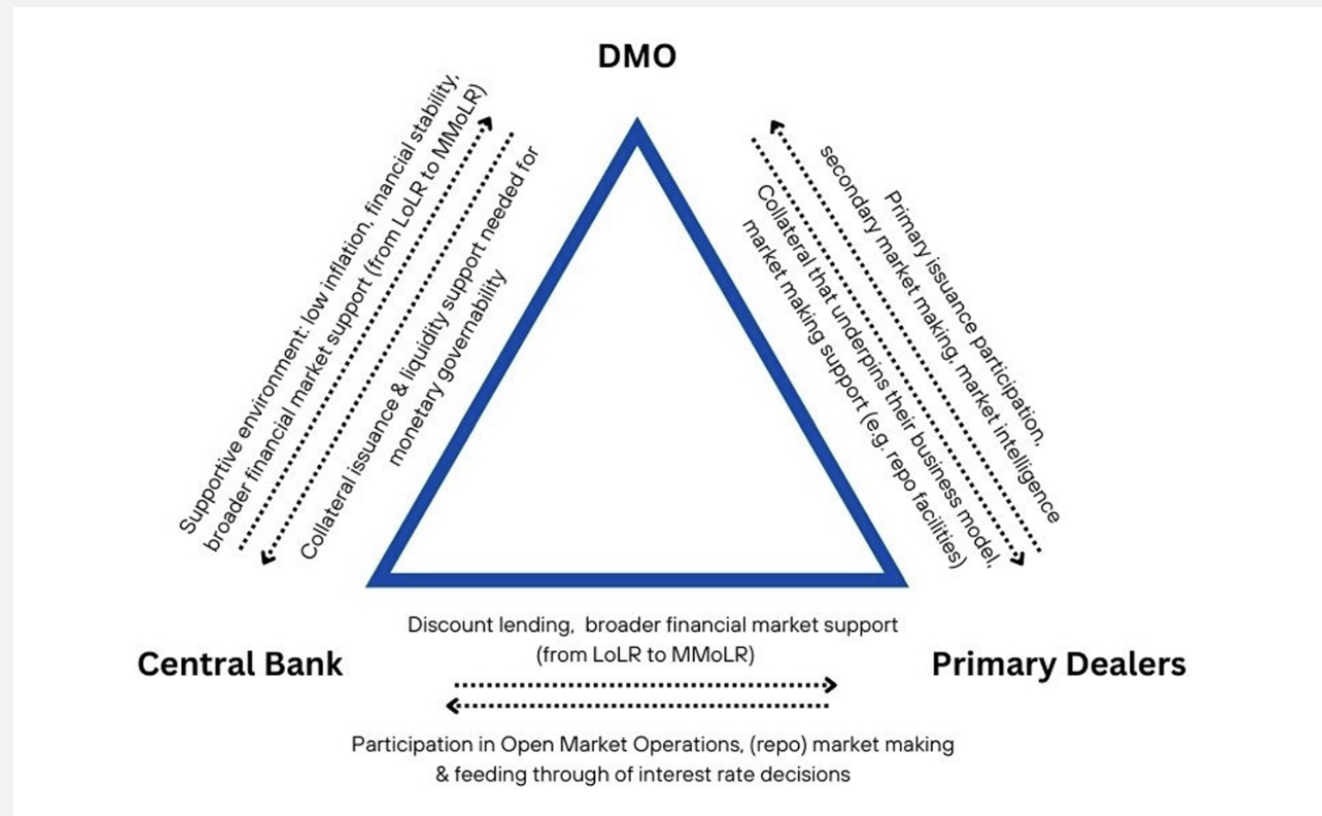 DMO
Supportive environment: low inflation, financial stability,
broader financial market support (from LoLR to MMoLR)
Collateral issuance & liquidity support needed for
monetary governability
Primary issuance participation,
secondary market making, market intelligence
Collateral that underpins their business model,
market making support (e.g. repo facilities)
Central Bank
Discount lending, broader financial market support
(from LoLR to MMoLR)
Primary Dealers
Participation in Open Market Operations, (repo) market making
& feeding through of interest rate decisions